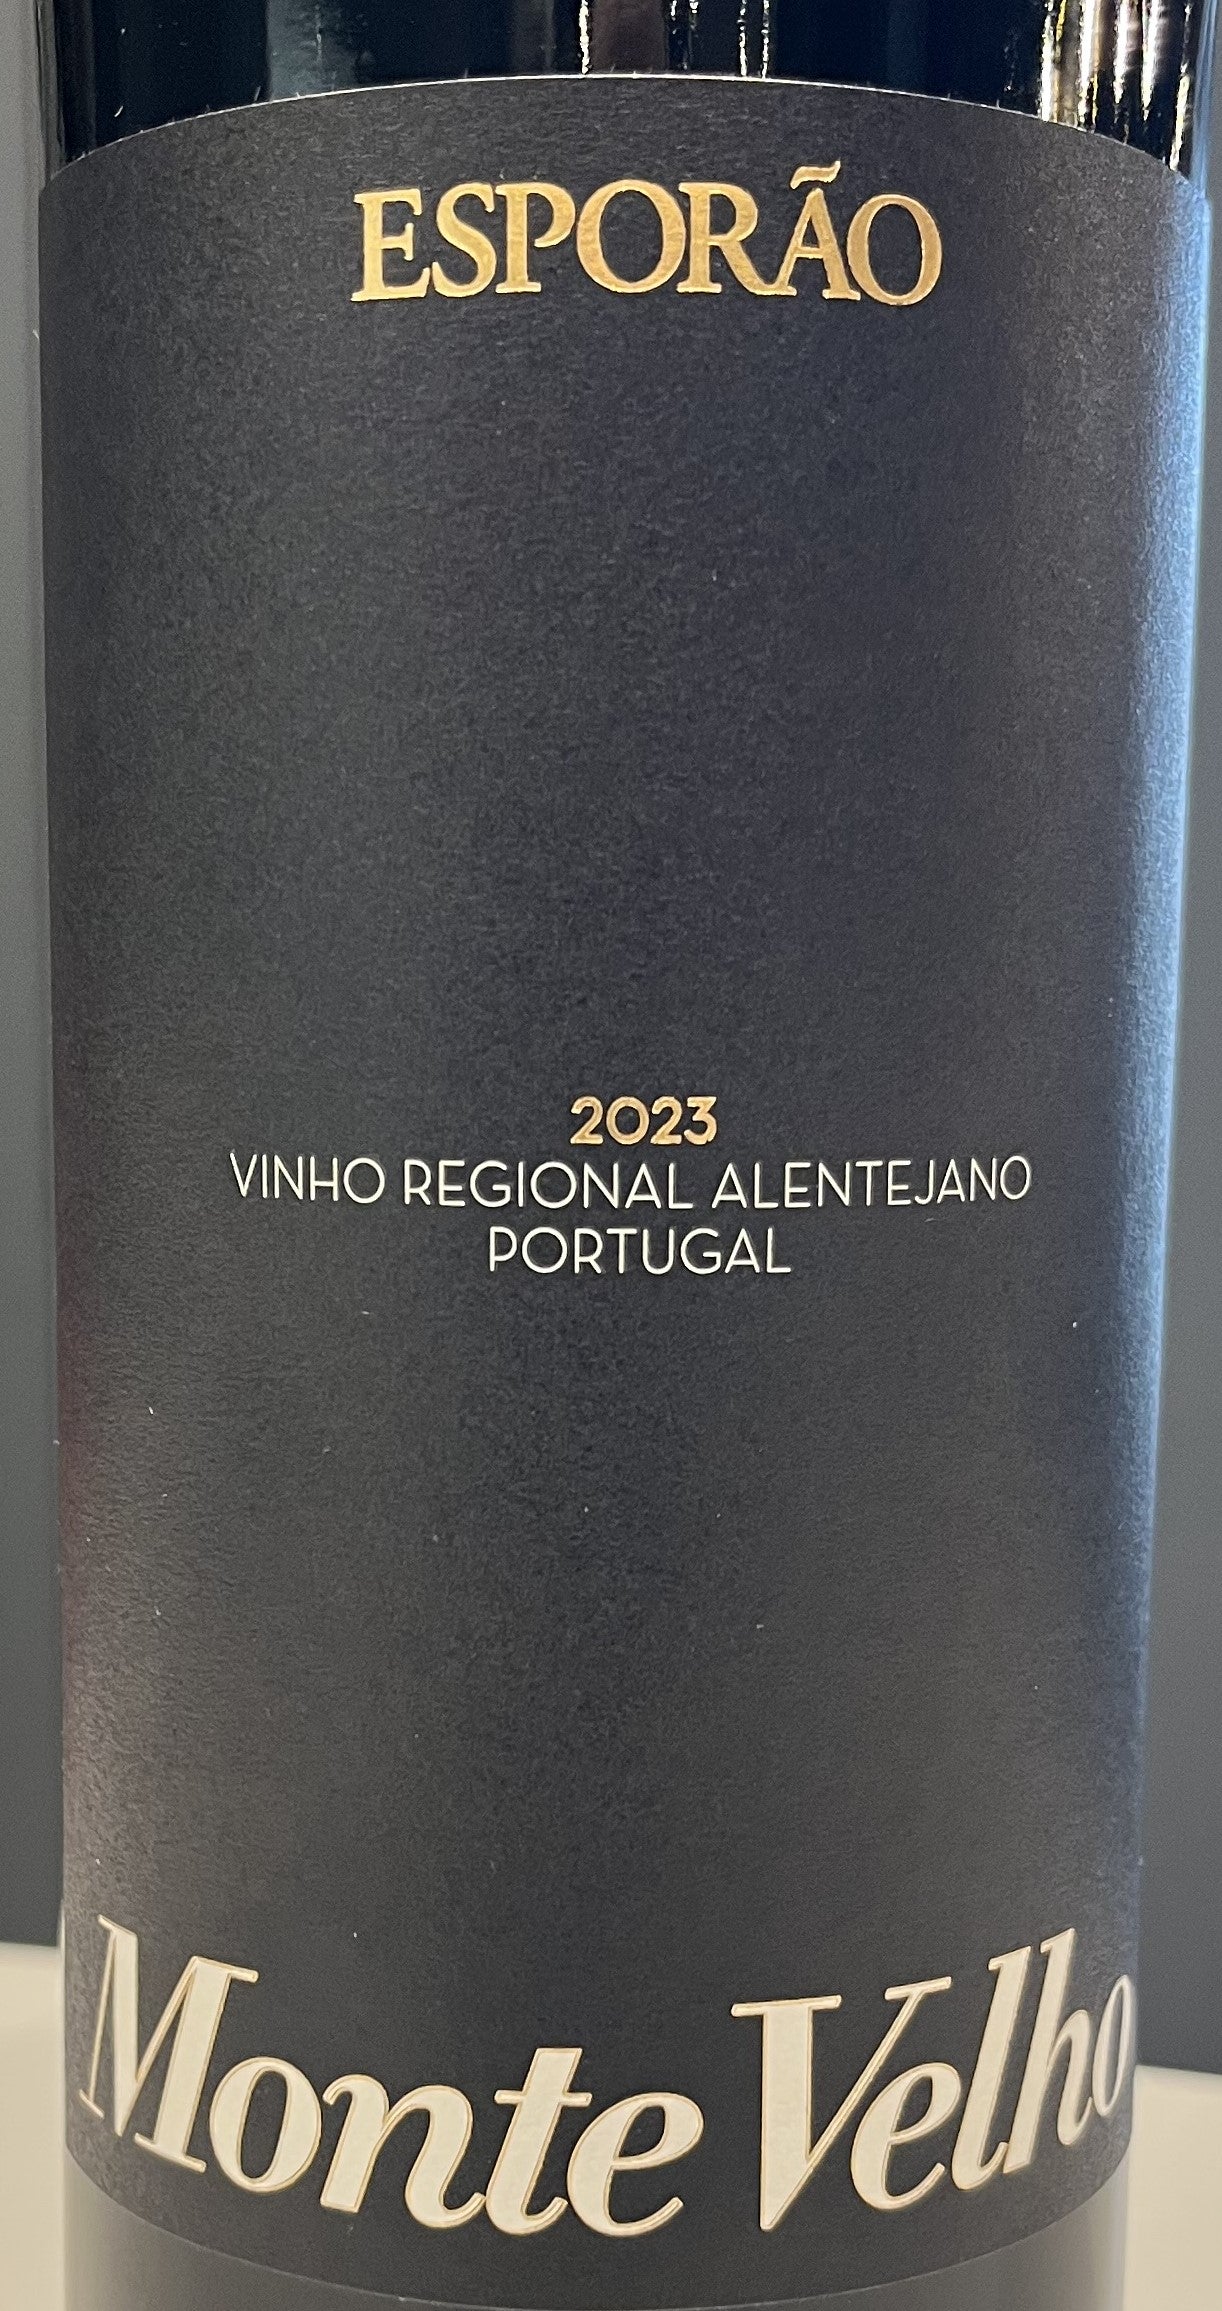 ESPORÃO
2023
VINHO REGIONAL ALENTEJANO
PORTUGAL
Monte Velho